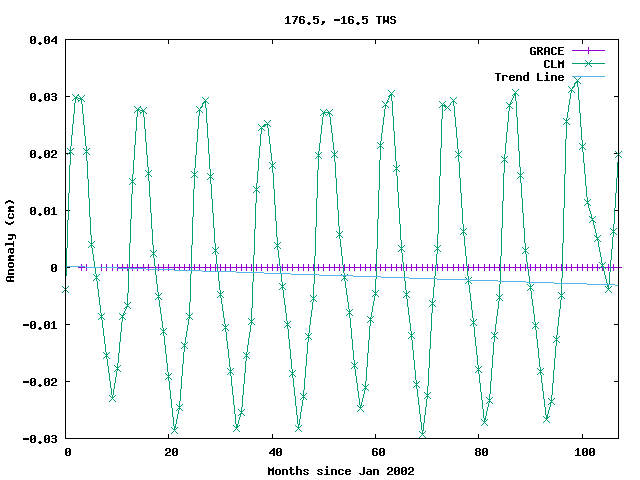 176.5, -16.5 TWS
GRACE
CLM
Trend Line
0.04
0.03
0.02
0.01
0
-0.01
-0.02
-0.03
Anomaly (cm)
0 20 40 60 80 100
Months since Jan 2002